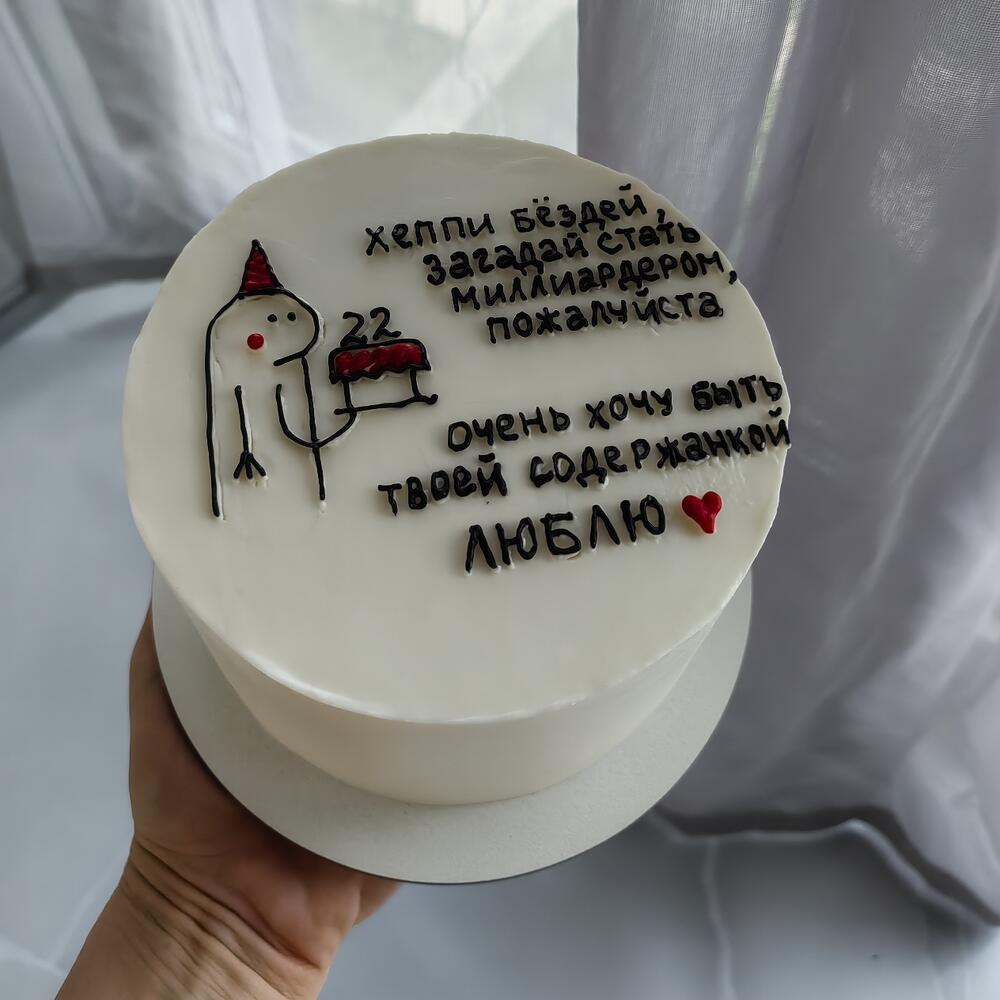 хеппи бёздей,
загадай стать
миллиардером,
пожалуйста
22
очень хочу быть
твоей содержанкой
ЛЮБЛЮ